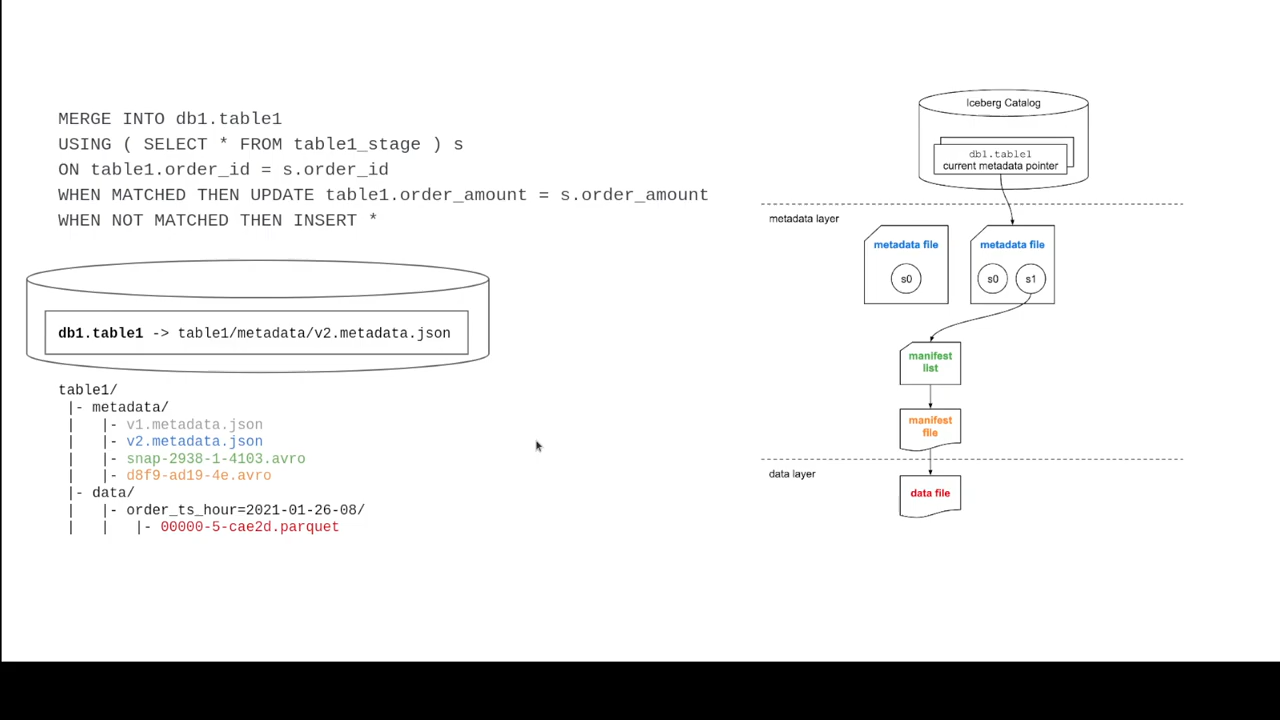 MERGE INTO db1.table1
USING ( SELECT * FROM table1_stage ) s
ON table1.order_id = s.order_id
WHEN MATCHED THEN UPDATE table1.order_amount = s.order_amount
WHEN NOT MATCHED THEN INSERT *
db1.table1 -> table1/metadata/v2.metadata.json
table1/
|- metadata/
| |- v1.metadata.json
| |- v2.metadata.json
| |- snap-2938-1-4103.avro
| |- d8f9-ad19-4e.avro
|- data/
| |- order_ts_hour=2021-01-26-08/
| | |- 00000-5-cae2d.parquet
Iceberg Catalog
db1.table1
current metadata pointer
metadata layer
metadata file
s0
metadata file
s0 s1
manifest
list
manifest
file
data layer
data file